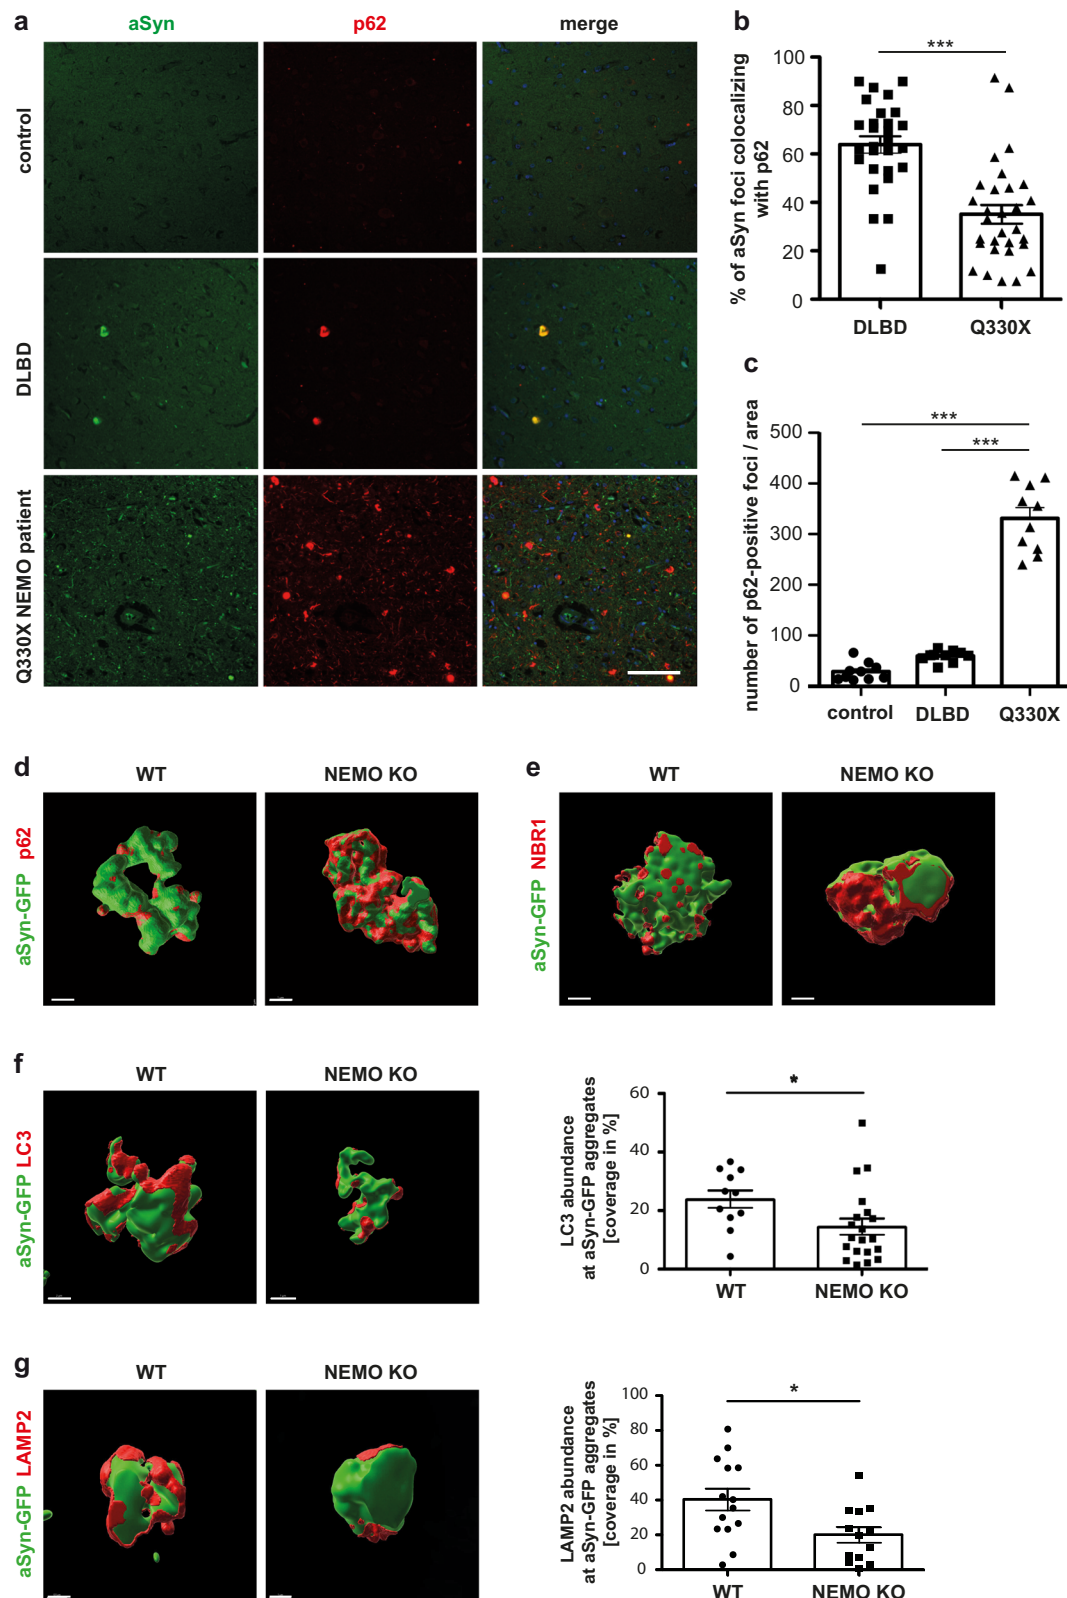 a
aSyn
p62
merge
control
DLBD
Q330X NEMO patient
b
% of aSyn foci colocalizing
with p62
100
80
60
40
20
0
***
DLBD
Q330X
c
number of p62-positive foci / area
500
400
300
200
100
0
***
***
control
DLBD
Q330X
d
WT
NEMO KO
aSyn-GFP p62
e
WT
NEMO KO
aSyn-GFP NBR1
f
WT
NEMO KO
aSyn-GFP LC3
LC3 abundance
at aSyn-GFP aggregates
[coverage in %]
60
40
20
0
*
WT
NEMO KO
g
WT
NEMO KO
aSyn-GFP LAMP2
LAMP2 abundance
at aSyn-GFP aggregates
[coverage in %]
100
80
60
40
20
0
*
WT
NEMO KO